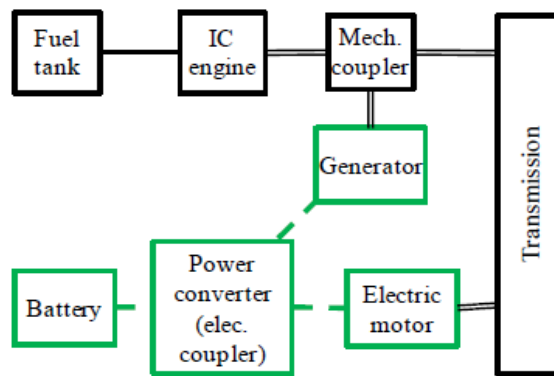 Fuel
tank
IC
engine
Mech.
coupler
Transmission
Generator
Battery
Power
converter
(elec.
coupler)
Electric
motor